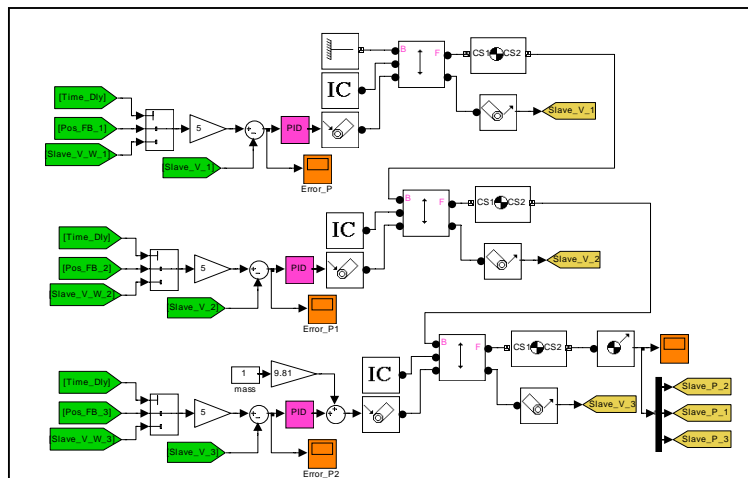 B
F
CS1 CS2
IC
[Time_Dly]
[Pos_FB_1]
[Slave_V_W_1]
5
PID
Slave_V_1
[Slave_V_1]
Error_P
B
F
CS1 CS2
IC
[Time_Dly]
[Pos_FB_2]
[Slave_V_W_2]
5
PID
Slave_V_2
[Slave_V_2]
Error_P1
B
F
CS1 CS2
IC
1
mass
9.81
[Time_Dly]
[Pos_FB_3]
[Slave_V_W_3]
5
PID
Slave_V_3
Slave_P_2
Slave_P_1
Slave_P_3
[Slave_V_3]
Error_P2